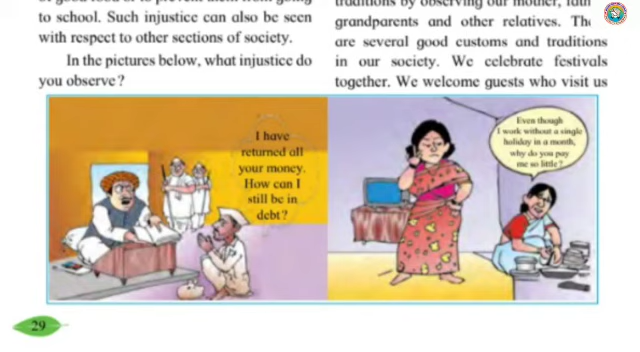 to school. Such injustice can also be seen
with respect to other sections of society.
In the pictures below, what injustice do
you observe?
traditions by observing our mother,
grandparents and other relatives.
are several good customs and traditions
in our society. We celebrate festivals
together. We welcome guests who visit us
I have
returned all
your money.
How can I
still be in
debt?
Even though
I work without a single
holiday in a month,
why do you pay
me so little?
29